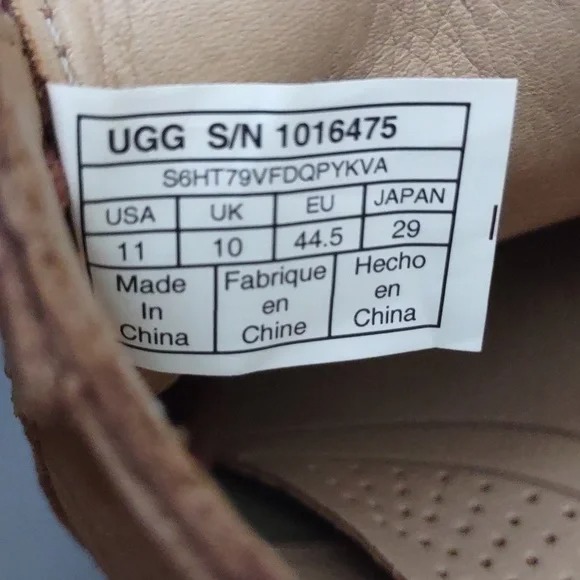 UGG S/N 1016475
S6HT79VFDQPYKVA
USA UK EU JAPAN
11 10 44.5 29
Made Fabrique Hecho
In en en
China Chine China